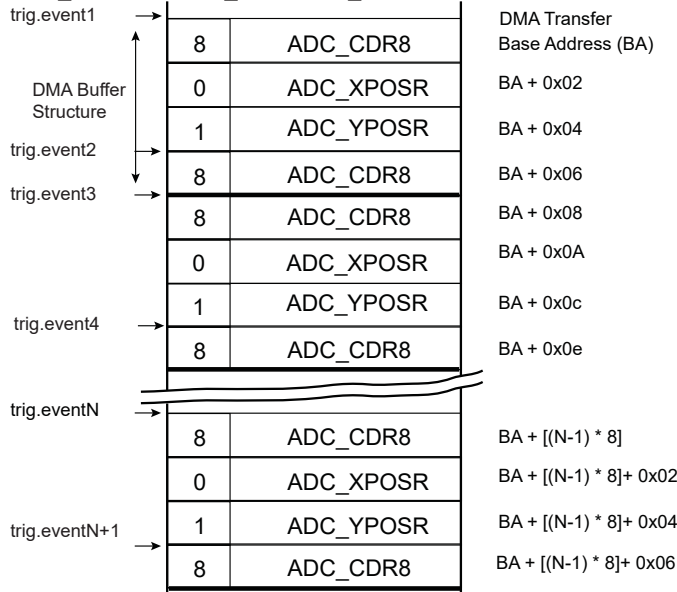 trig.event1
DMA Transfer
8 ADC_CDR8 Base Address (BA)
DMA Buffer
Structure
0 ADC_XPOSR BA + 0x02
1 ADC_YPOSR BA + 0x04
trig.event2
8 ADC_CDR8 BA + 0x06
trig.event3
8 ADC_CDR8 BA + 0x08
0 ADC_XPOSR BA + 0x0A
1 ADC_YPOSR BA + 0x0c
trig.event4
8 ADC_CDR8 BA + 0x0e
trig.eventN
8 ADC_CDR8 BA + [(N-1) * 8]
0 ADC_XPOSR BA + [(N-1) * 8]+ 0x02
1 ADC_YPOSR BA + [(N-1) * 8]+ 0x04
trig.eventN+1
8 ADC_CDR8 BA + [(N-1) * 8]+ 0x06